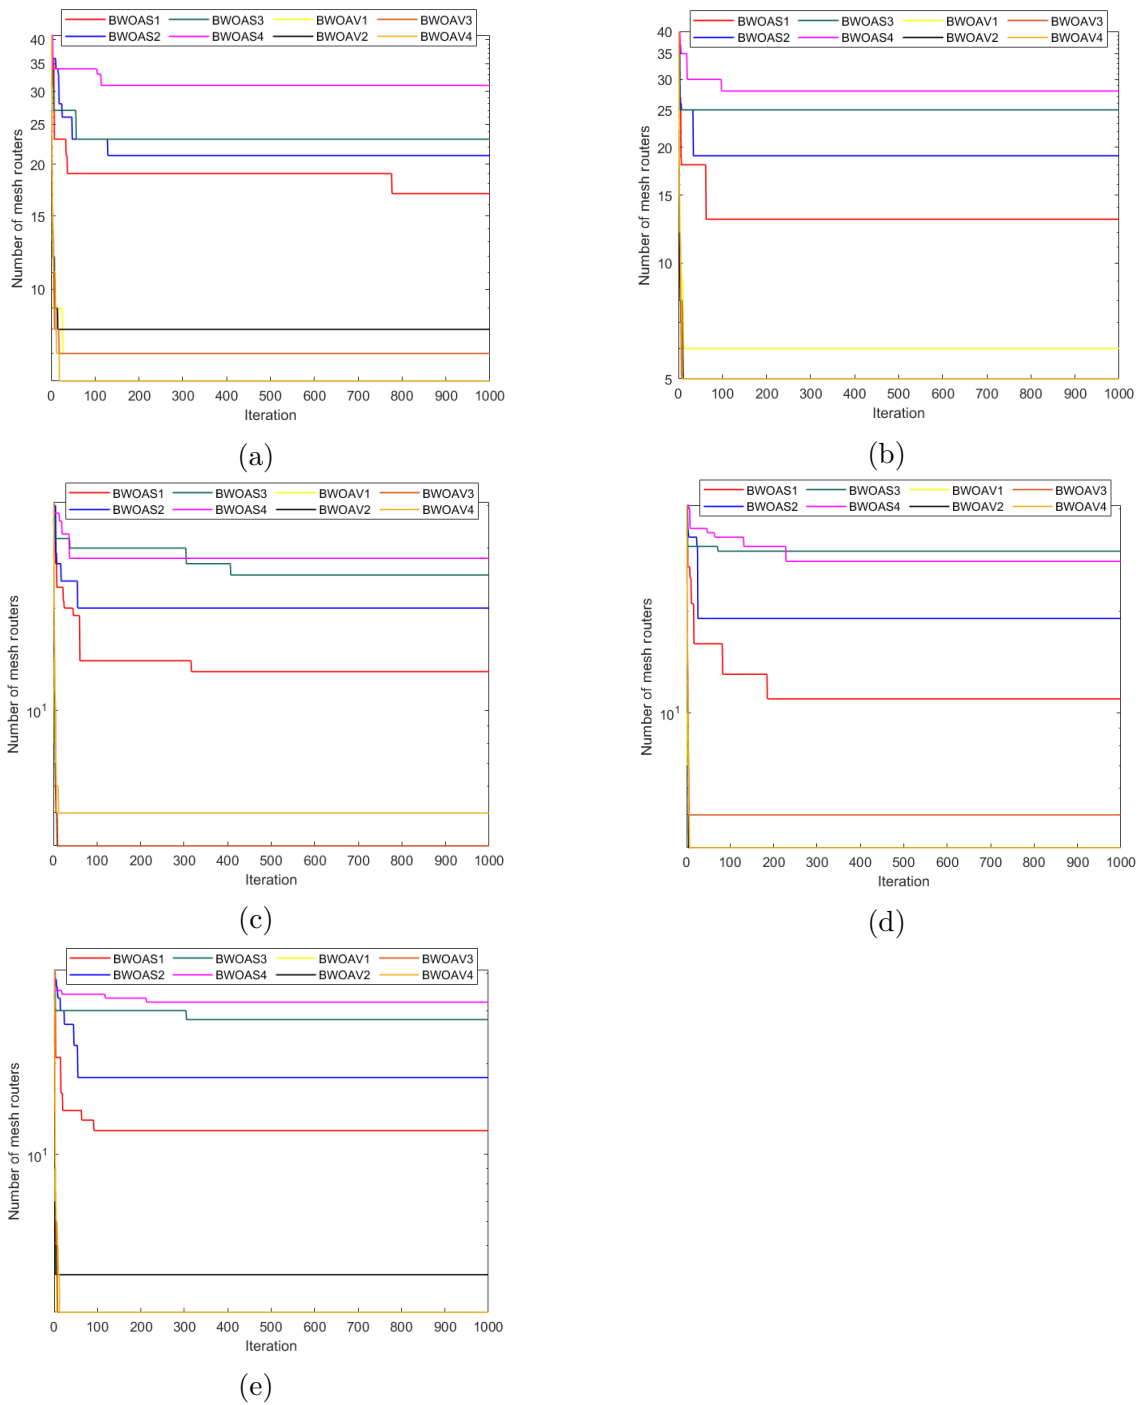 BWOAS1 BWOAS3 BWOAV1 BWOAV3
BWOAS2 BWOAS4 BWOAV2 BWOAV4
40
35
30
25
20
15
10
Number of mesh routers
0 100 200 300 400 500 600 700 800 900 1000
Iteration
(a)
BWOAS1 BWOAS3 BWOAV1 BWOAV3
BWOAS2 BWOAS4 BWOAV2 BWOAV4
40
35
30
25
20
15
10
5
Number of mesh routers
0 100 200 300 400 500 600 700 800 900 1000
Iteration
(b)
BWOAS1 BWOAS3 BWOAV1 BWOAV3
BWOAS2 BWOAS4 BWOAV2 BWOAV4
10^1
Number of mesh routers
0 100 200 300 400 500 600 700 800 900 1000
Iteration
(c)
BWOAS1 BWOAS3 BWOAV1 BWOAV3
BWOAS2 BWOAS4 BWOAV2 BWOAV4
10^1
Number of mesh routers
0 100 200 300 400 500 600 700 800 900 1000
Iteration
(d)
BWOAS1 BWOAS3 BWOAV1 BWOAV3
BWOAS2 BWOAS4 BWOAV2 BWOAV4
10^1
Number of mesh routers
0 100 200 300 400 500 600 700 800 900 1000
Iteration
(e)